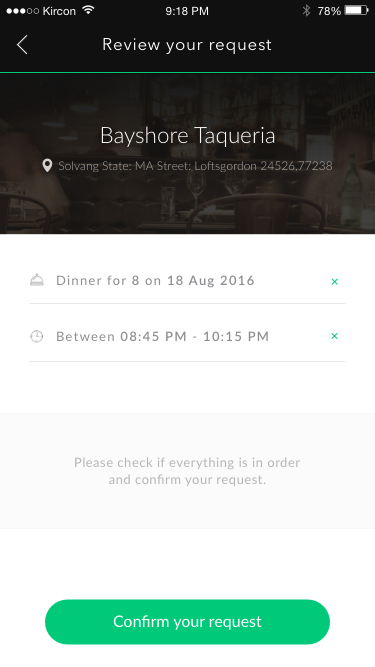 Kircon 9:18 PM 78%
Review your request
Bayshore Taqueria
Solvang State: MA Street: Loftsgordon 24526,77238
Dinner for 8 on 18 Aug 2016
Between 08:45 PM - 10:15 PM
Please check if everything is in order
and confirm your request.
Confirm your request